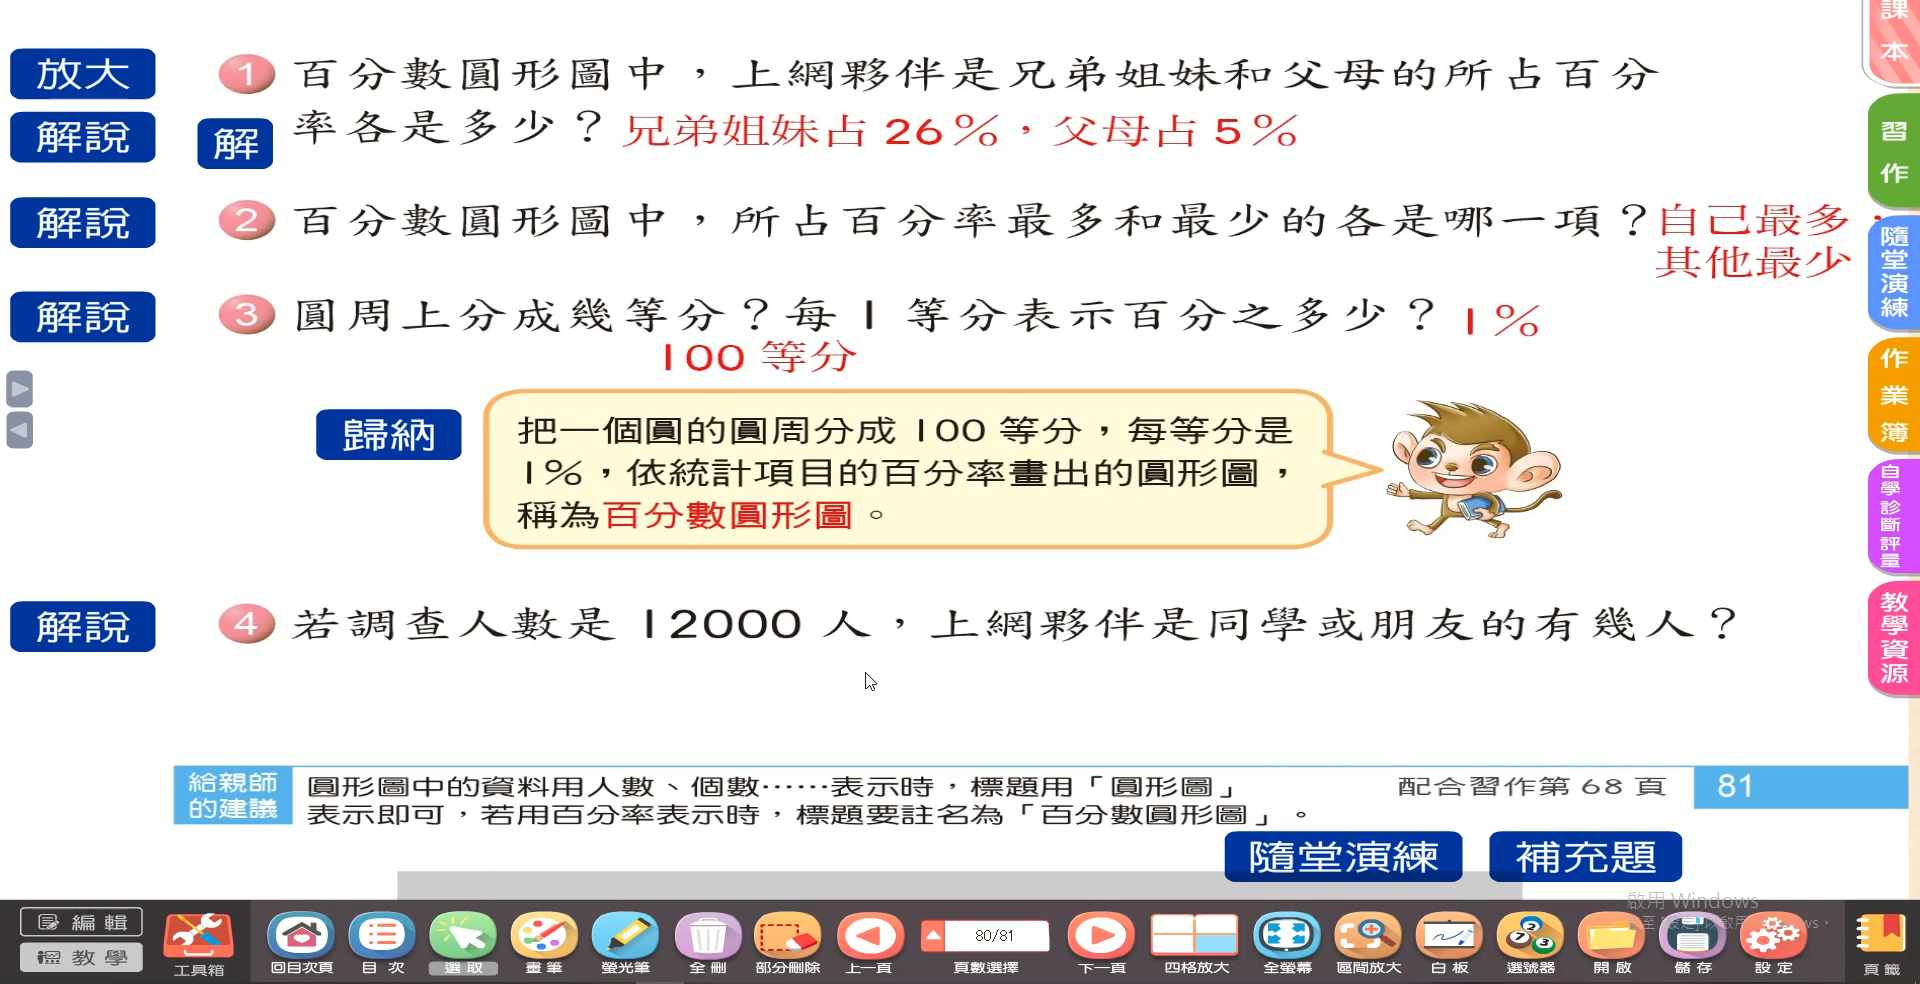 放大
1 百分數圓形圖中，上網夥伴是兄弟姐妹和父母的所占百分
率各是多少？兄弟姐妹占 26%，父母占 5%
解說
解
解說
2 百分數圓形圖中，所占百分率最多和最少的各是哪一項？自己最多，
其他最少
解說
3 圓周上分成幾等分？每 1 等分表示百分之多少？1%
100 等分
歸納
把一個圓的圓周分成 100 等分，每等分是
1%，依統計項目的百分率畫出的圓形圖，
稱為百分數圓形圖。
解說
4 若調查人數是 12000 人，上網夥伴是同學或朋友的有幾人？
給親師
的建議
圓形圖中的資料用人數、個數……表示時，標題用「圓形圖」
表示即可，若用百分率表示時，標題要註名為「百分數圓形圖」。
配合習作第 68 頁
81
隨堂演練
補充題
課本
習作
隨堂演練
作業簿
自學診斷評量
教學資源
啟用 Windows
編輯
教學
工具箱
回目次頁
目次
選取
畫筆
螢光筆
全刪
部分刪除
上一頁
80/81
頁數選擇
下一頁
四格放大
全螢幕
區間放大
白板
1 2 3
選號器
開啟
儲存
設定
頁籤